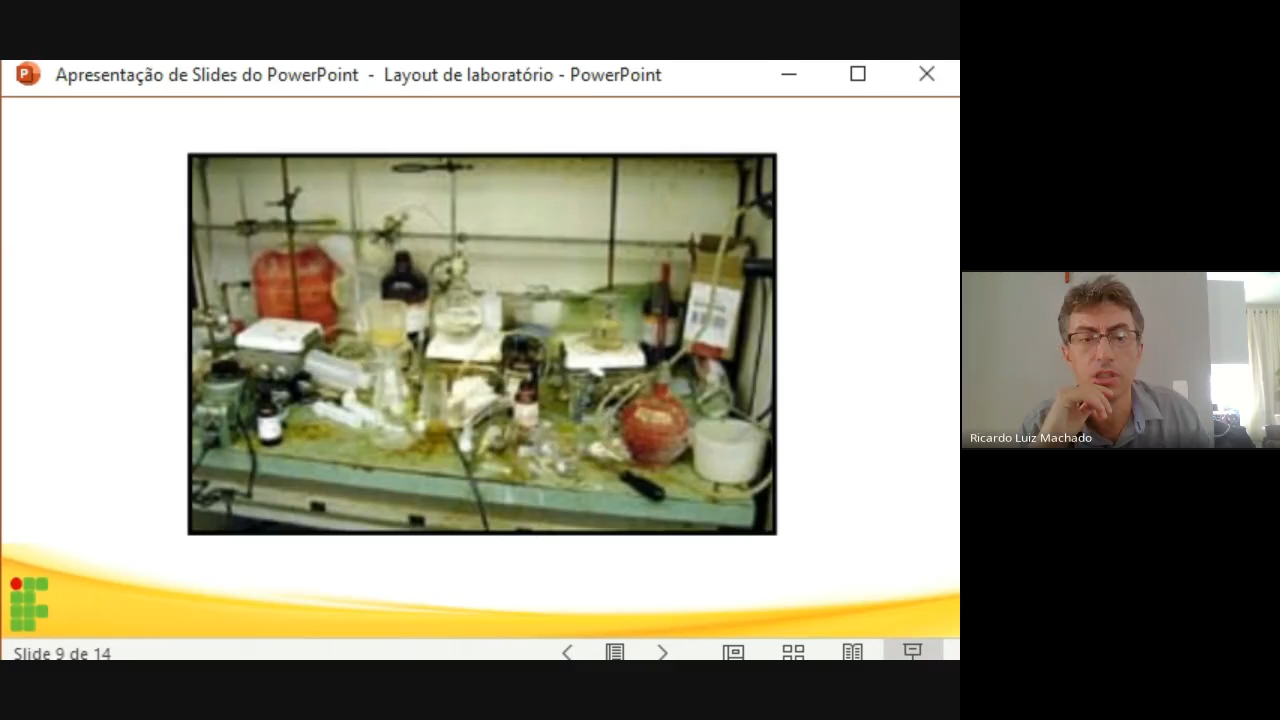 Apresentação de Slides do PowerPoint - Layout de laboratório - PowerPoint
Ricardo Luiz Machado
Slide 9 de 14